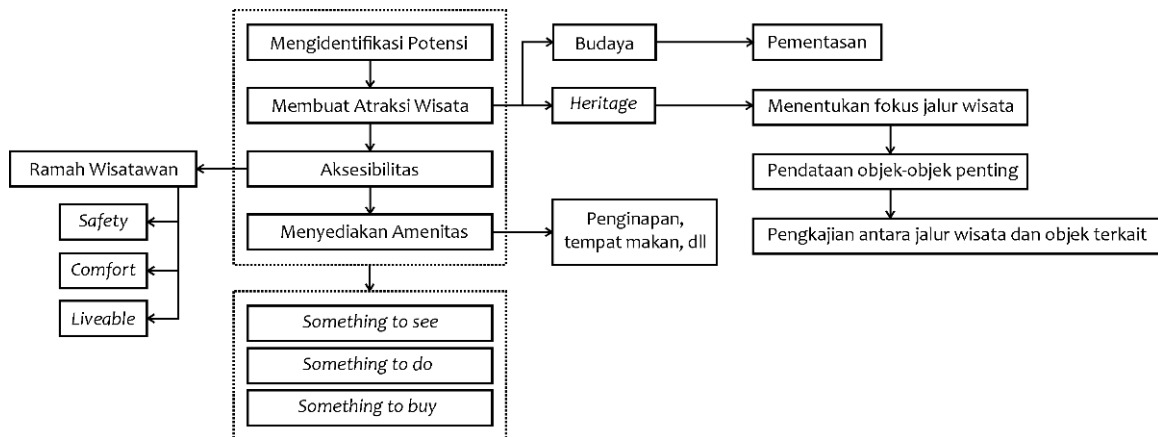 Mengidentifikasi Potensi
Budaya
Pementasan
Membuat Atraksi Wisata
Heritage
Menentukan fokus jalur wisata
Ramah Wisatawan
Aksesibilitas
Pendataan objek-objek penting
Safety
Menyediakan Amenitas
Penginapan,
tempat makan, dll
Pengkajian antara jalur wisata dan objek terkait
Comfort
Liveable
Something to see
Something to do
Something to buy